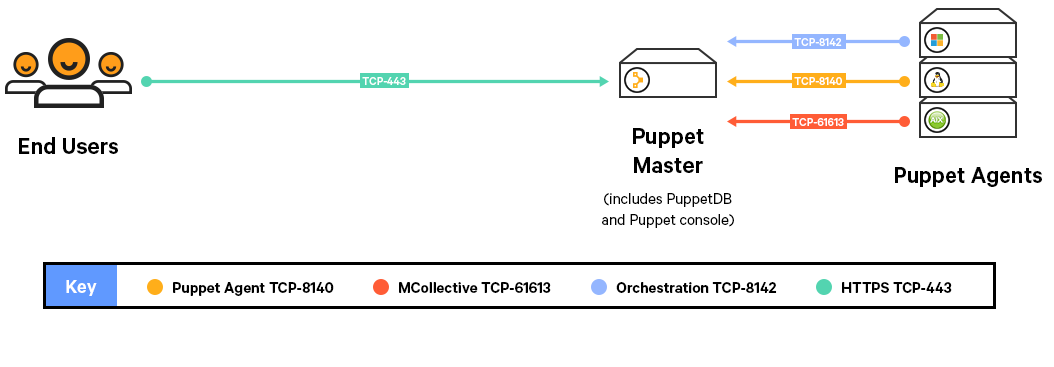 TCP-8142
TCP-443
TCP-8140
TCP-61613
AIX
End Users
Puppet
Master
(includes PuppetDB
and Puppet console)
Puppet Agents
Key
Puppet Agent TCP-8140
MCollective TCP-61613
Orchestration TCP-8142
HTTPS TCP-443